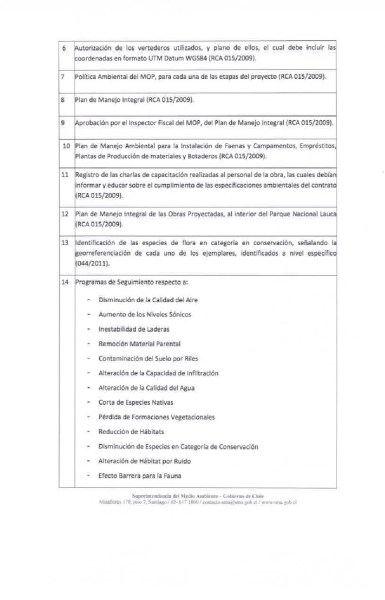 6 Autorización de los vertederos utilizados, y plano de ellos, el cual debe incluir las
coordenadas en formato UTM Datum WGS84 (RCA 015/2009).
7 Política Ambiental del MOP, para cada una de las etapas del proyecto (RCA 015/2009).
8 Plan de Manejo Integral (RCA 015/2009).
9 Aprobación por el Inspector Fiscal del MOP, del Plan de Manejo Integral (RCA 015/2009).
10 Plan de Manejo Ambiental para la Instalación de Faenas y Campamentos, Empréstitos,
Plantas de Producción de materiales y Botaderos (RCA 015/2009).
11 Registro de las charlas de capacitación realizadas al personal de la obra, las cuales debían
informar y educar sobre el cumplimiento de las especificaciones ambientales del contrato
(RCA 015/2009).
12 Plan de Manejo Integral de las Obras Proyectadas, al interior del Parque Nacional Lauca
(RCA 015/2009).
13 Identificación de las especies de flora en categoría en conservación, señalando la
georreferenciación de cada uno de los ejemplares, identificados a nivel específico
(044/2011).
14 Programas de Seguimiento respecto a:
- Disminución de la Calidad del Aire
- Aumento de los Niveles Sónicos
- Inestabilidad de Laderas
- Remoción Material Parental
- Contaminación del Suelo por Riles
- Alteración de la Capacidad de Infiltración
- Alteración de la Calidad del Agua
- Corta de Especies Nativas
- Pérdida de Formaciones Vegetacionales
- Reducción de Hábitats
- Disminución de Especies en Categoría de Conservación
- Alteración de Hábitat por Ruido
- Efecto Barrera para la Fauna
Superintendencia del Medio Ambiente – Gobierno de Chile
Santiago / www.sma.gob.cl